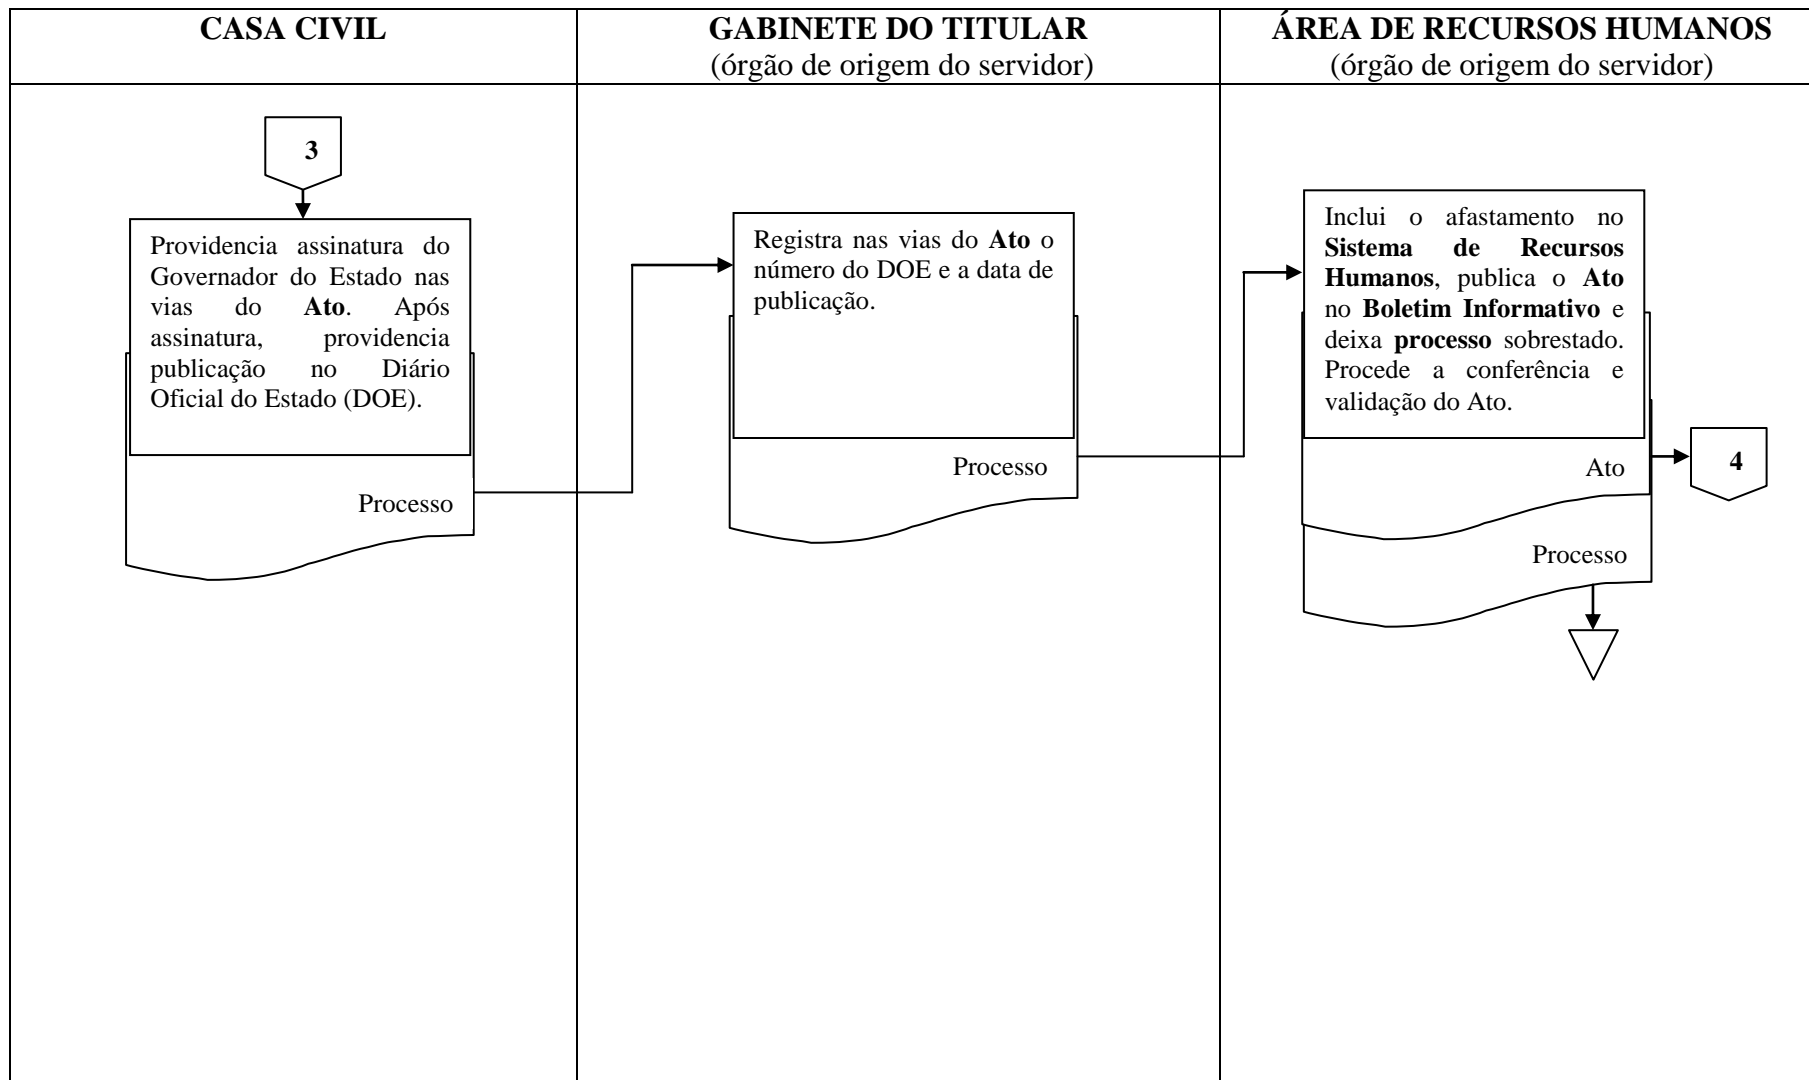 CASA CIVIL
GABINETE DO TITULAR
(órgão de origem do servidor)
ÁREA DE RECURSOS HUMANOS
(órgão de origem do servidor)
3
Providencia assinatura do
Governador do Estado nas
vias do Ato. Após
assinatura, providencia
publicação no Diário
Oficial do Estado (DOE).
Processo
Registra nas vias do Ato o
número do DOE e a data de
publicação.
Processo
Inclui o afastamento no
Sistema de Recursos
Humanos, publica o Ato
no Boletim Informativo e
deixa processo sobrestado.
Procede a conferência e
validação do Ato.
Ato
4
Processo